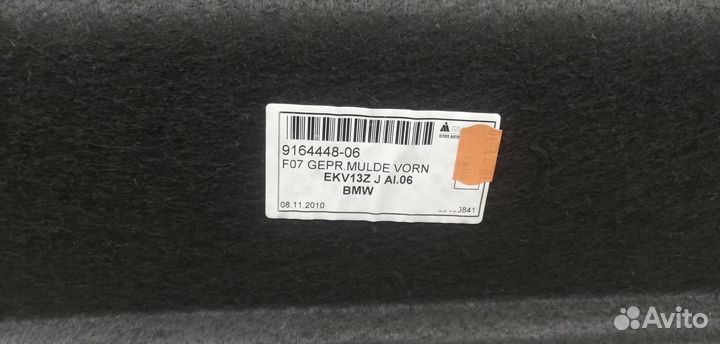 9164448-06
F07 GEPR.MULDE VORN
EKV13Z J AI.06
BMW
08.11.2010
Avito